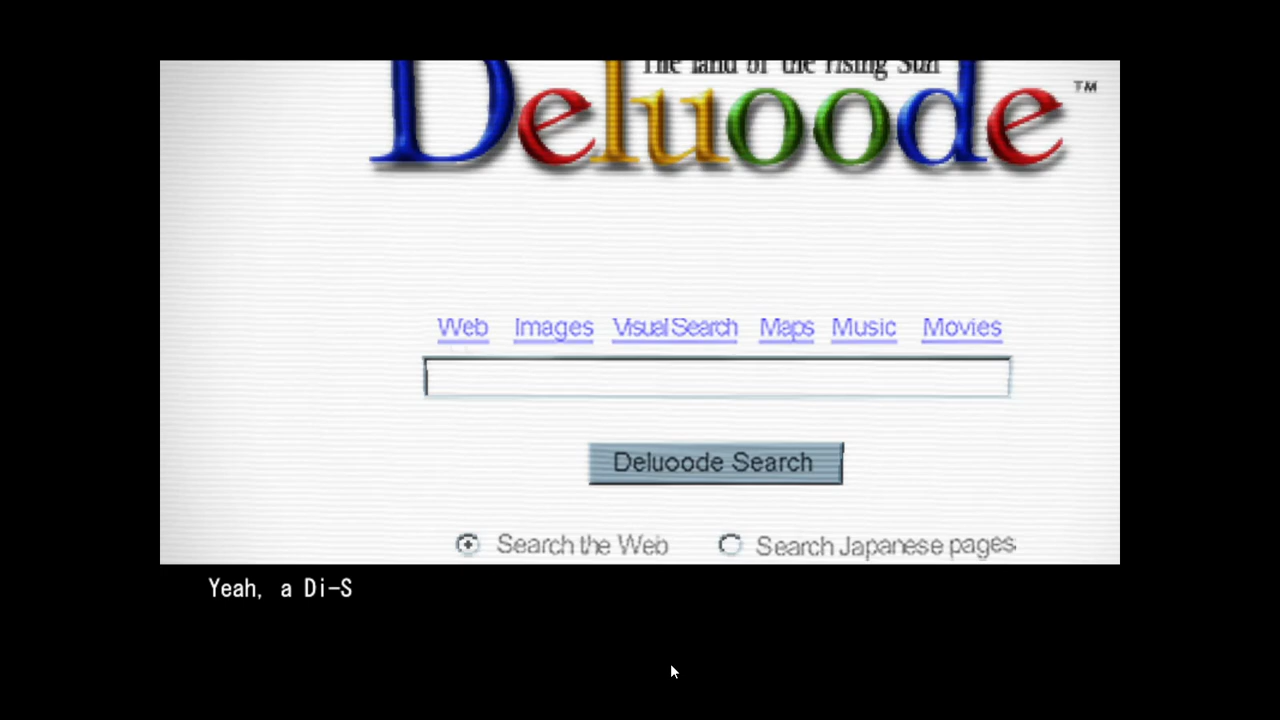 The land of the rising Sun
Deluoode™
Web Images Visual Search Maps Music Movies
Deluoode Search
Search the Web Search Japanese pages
Yeah, a Di-S